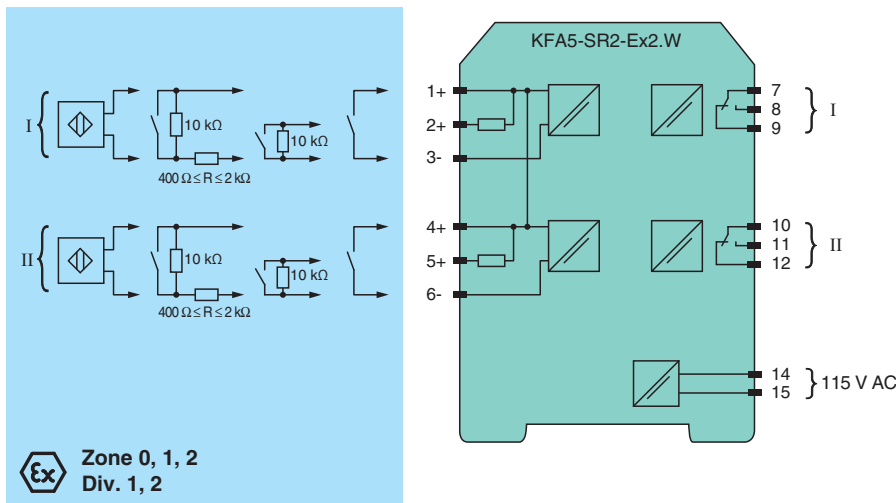 KFA5-SR2-Ex2.W
I
10 kΩ
10 kΩ
400 Ω ≤ R ≤ 2 kΩ
1+
2+
3-
7
8
9
I
II
10 kΩ
10 kΩ
400 Ω ≤ R ≤ 2 kΩ
4+
5+
6-
10
11
12
II
14
15
115 V AC
Ex
Zone 0, 1, 2
Div. 1, 2